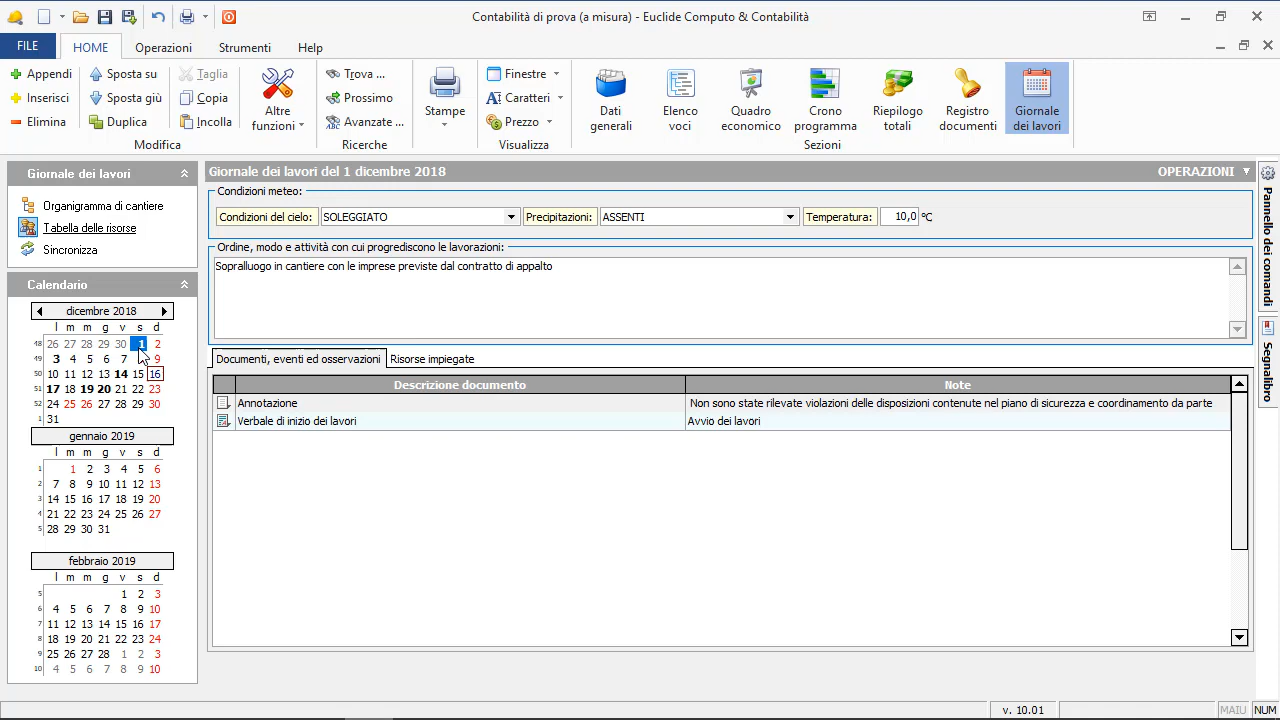 Contabilità di prova (a misura) - Euclide Computo & Contabilità
FILE HOME Operazioni Strumenti Help
Appendi Sposta su Taglia Trova ... Finestre
Inserisci Sposta giù Copia Prossimo Caratteri
Elimina Duplica Incolla Avanzate ... Prezzo
Altre funzioni
Stampe
Dati generali
Elenco voci
Quadro economico
Crono programma
Riepilogo totali
Registro documenti
Giornale dei lavori
Modifica Ricerche Visualizza Sezioni
Giornale dei lavori
Organigramma di cantiere
Tabella delle risorse
Sincronizza
Calendario
dicembre 2018
l m m g v s d
48 26 27 28 29 30 1 2
49 3 4 5 6 7 9
50 10 11 12 13 14 15 16
51 17 18 19 20 21 22 23
52 24 25 26 27 28 29 30
1 31
gennaio 2019
l m m g v s d
1 1 2 3 4 5 6
2 7 8 9 10 11 12 13
3 14 15 16 17 18 19 20
4 21 22 23 24 25 26 27
5 28 29 30 31
febbraio 2019
l m m g v s d
5 1 2 3
6 4 5 6 7 8 9 10
7 11 12 13 14 15 16 17
8 18 19 20 21 22 23 24
9 25 26 27 28 1 2 3
10 4 5 6 7 8 9 10
Giornale dei lavori del 1 dicembre 2018 OPERAZIONI
Condizioni meteo:
Condizioni del cielo: SOLEGGIATO Precipitazioni: ASSENTI Temperatura: 10,0 °C
Ordine, modo e attività con cui progrediscono le lavorazioni:
Sopralluogo in cantiere con le imprese previste dal contratto di appalto
Documenti, eventi ed osservazioni Risorse impiegate
Descrizione documento Note
Annotazione Non sono state rilevate violazioni delle disposizioni contenute nel piano di sicurezza e coordinamento da parte
Verbale di inizio dei lavori Avvio dei lavori
Pannello dei comandi
Segnalibro
v. 10.01 MAIU NUM